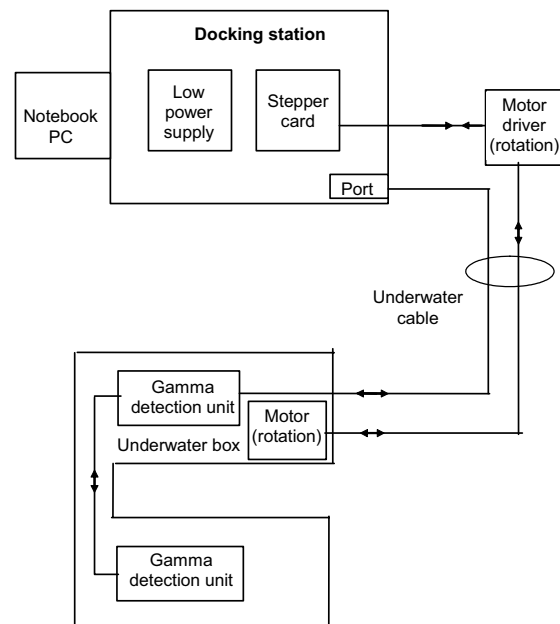 Docking station
Notebook
PC
Low
power
supply
Stepper
card
Motor
driver
(rotation)
Port
Underwater
cable
Gamma
detection unit
Motor
(rotation)
Underwater box
Gamma
detection unit